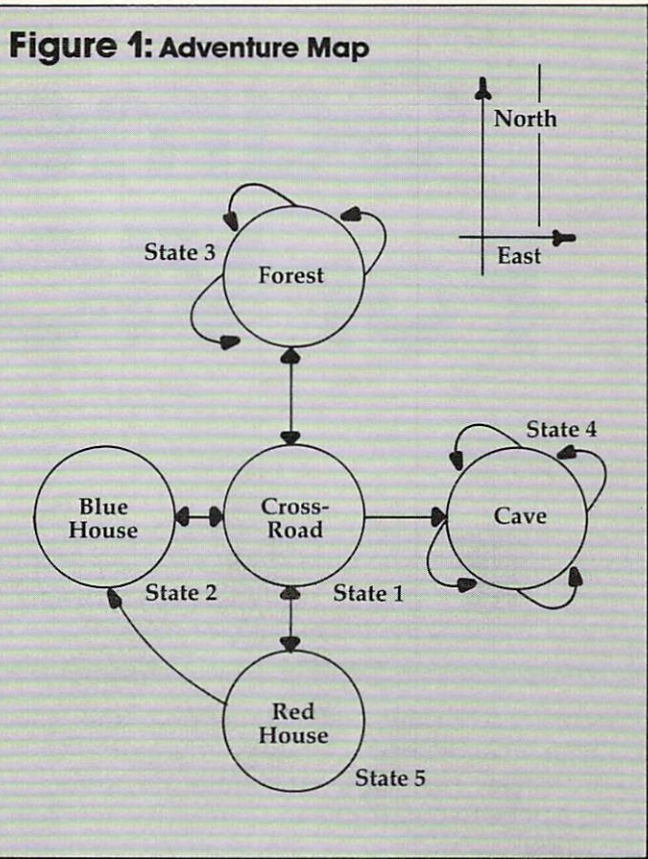 Figure 1: Adventure Map
North
East
State 3
Forest
State 4
Blue
House
Cross-
Road
Cave
State 2
State 1
Red
House
State 5